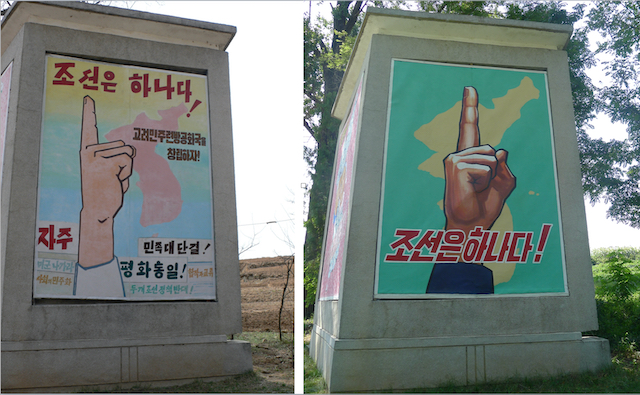 조선은 하나다!
고려민주련방공화국을
창립하자!
자주
민족대단결!
평화통일!
조선은하나다!